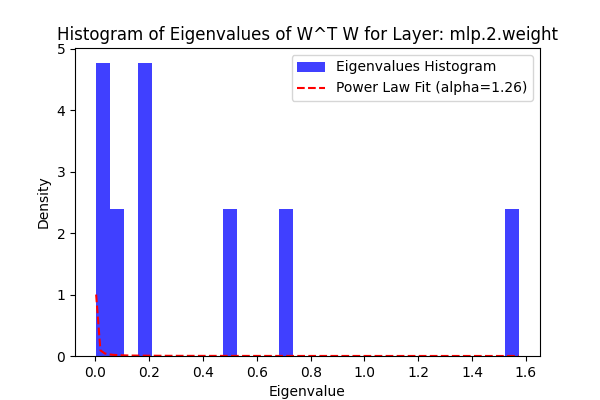 Histogram of Eigenvalues of W^T W for Layer: mlp.2.weight
Eigenvalues Histogram
Power Law Fit (alpha=1.26)
Density
5
4
3
2
1
0
0.0 0.2 0.4 0.6 0.8 1.0 1.2 1.4 1.6
Eigenvalue